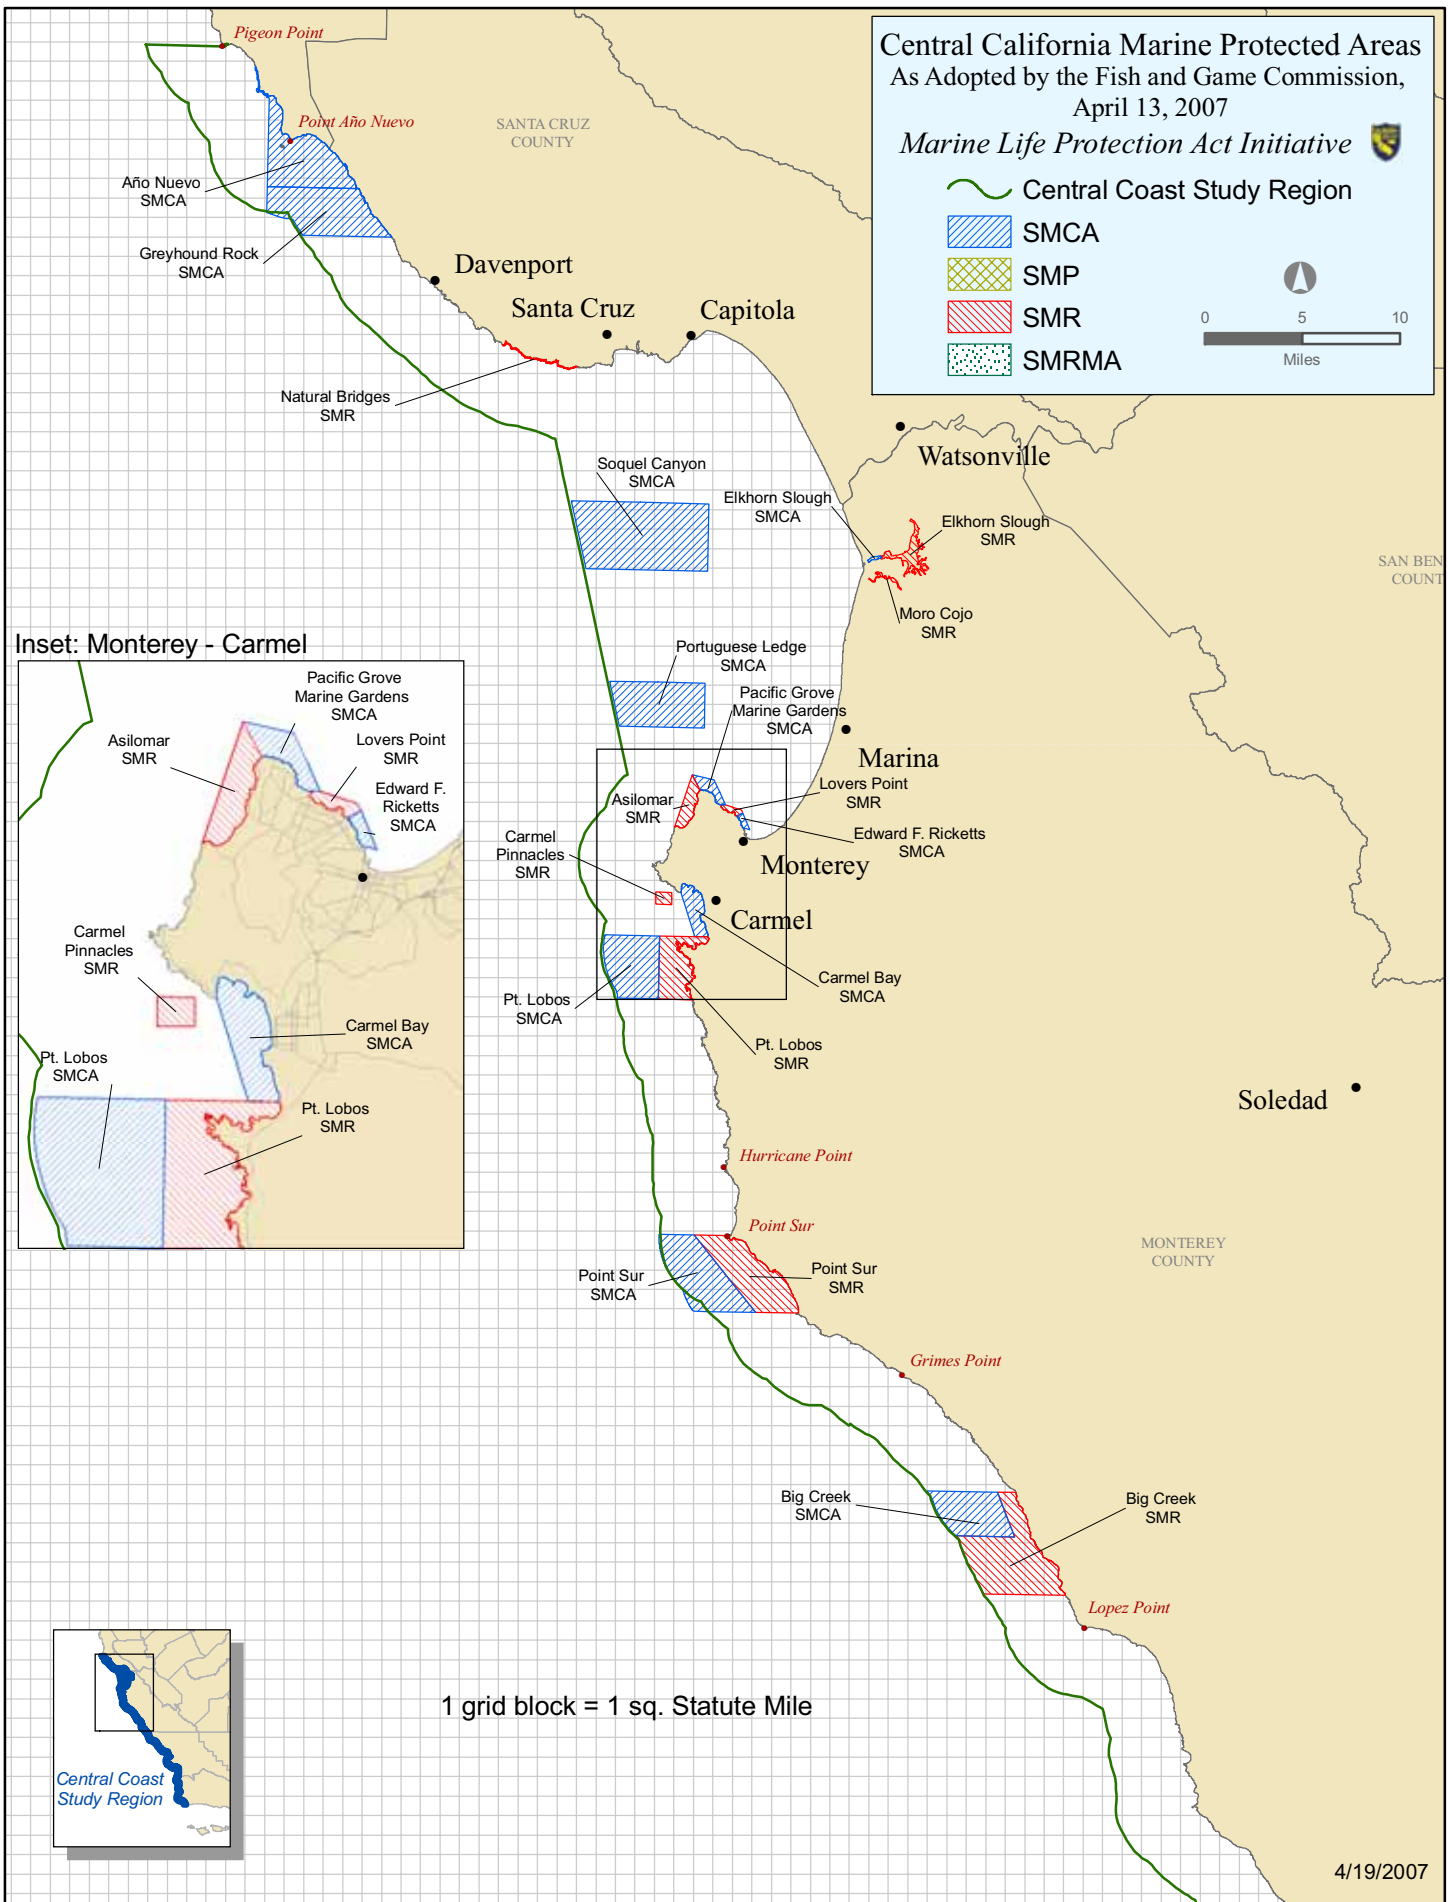 Central California Marine Protected Areas
As Adopted by the Fish and Game Commission,
April 13, 2007
Marine Life Protection Act Initiative
Central Coast Study Region
SMCA
SMP
SMR
SMRMA
0 5 10
Miles
Pigeon Point
Point Año Nuevo
SANTA CRUZ
COUNTY
Año Nuevo
SMCA
Greyhound Rock
SMCA
Davenport
Santa Cruz
Capitola
Natural Bridges
SMR
Watsonville
Soquel Canyon
SMCA
Elkhorn Slough
SMCA
Elkhorn Slough
SMR
SAN BEN
COUNT
Moro Cojo
SMR
Portuguese Ledge
SMCA
Pacific Grove
Marine Gardens
SMCA
Marina
Lovers Point
SMR
Asilomar
SMR
Edward F. Ricketts
SMCA
Carmel
Pinnacles
SMR
Monterey
Carmel
Carmel Bay
SMCA
Pt. Lobos
SMCA
Pt. Lobos
SMR
Soledad
Hurricane Point
Point Sur
MONTEREY
COUNTY
Point Sur
SMCA
Point Sur
SMR
Grimes Point
Big Creek
SMCA
Big Creek
SMR
Lopez Point
Inset: Monterey - Carmel
Pacific Grove
Marine Gardens
SMCA
Asilomar
SMR
Lovers Point
SMR
Edward F.
Ricketts
SMCA
Carmel
Pinnacles
SMR
Carmel Bay
SMCA
Pt. Lobos
SMCA
Pt. Lobos
SMR
1 grid block = 1 sq. Statute Mile
Central Coast
Study Region
4/19/2007